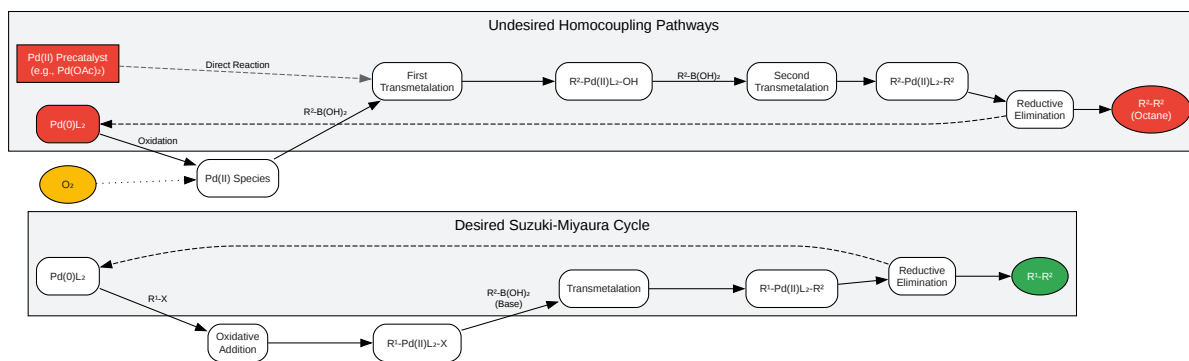 Undesired Homocoupling Pathways
Pd(II) Precatalyst
(e.g., Pd(OAc)₂)
Direct Reaction
First
Transmetalation
R²-Pd(II)L₂-OH
R²-B(OH)₂
Second
Transmetalation
R²-Pd(II)L₂-R²
Reductive
Elimination
R²-R²
(Octane)
Pd(0)L₂
Oxidation
R²-B(OH)₂
O₂
Pd(II) Species
Desired Suzuki-Miyaura Cycle
Pd(0)L₂
R¹-X
Oxidative
Addition
R¹-Pd(II)L₂-X
R²-B(OH)₂
(Base)
Transmetalation
R¹-Pd(II)L₂-R²
Reductive
Elimination
R¹-R²